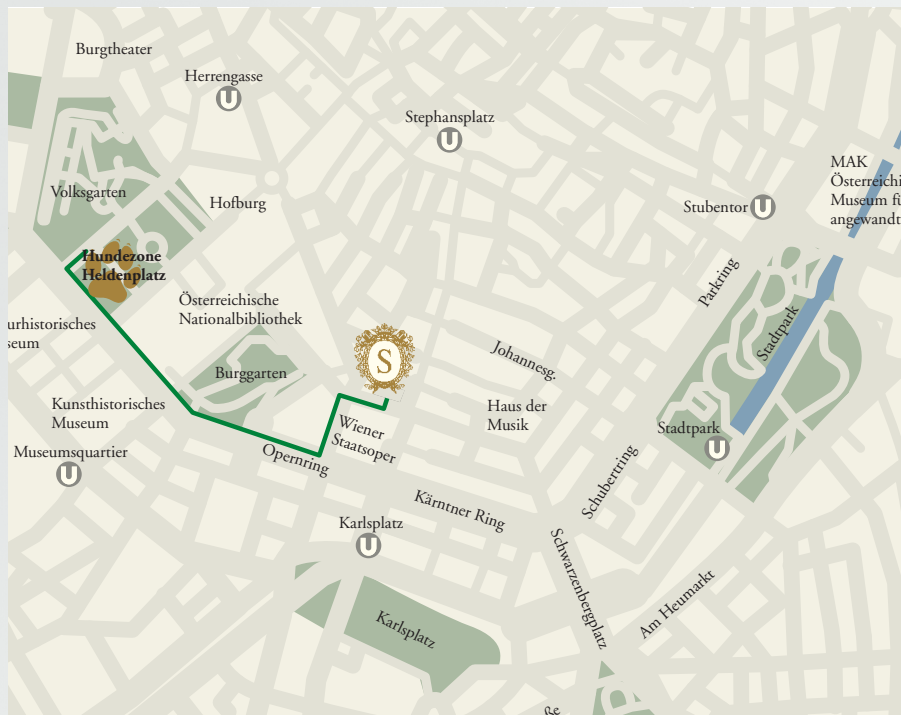 Burgtheater
Herrengasse
U
Stephansplatz
U
MAK
Österreichi
Museum fü
angewandt
Volksgarten
Hofburg
Stubentor
U
Hundezone
Heldenplatz
Parkring
Österreichische
Nationalbibliothek
urhistorisches
seum
Stadtpark
S
Johannesg.
Burggarten
Kunsthistorisches
Museum
Haus der
Musik
Wiener
Staatsoper
Stadtpark
U
Museumsquartier
U
Opernring
Schubertring
Kärntner Ring
Karlsplatz
U
Schwarzenbergplatz
Am Heumarkt
Karlsplatz
ße